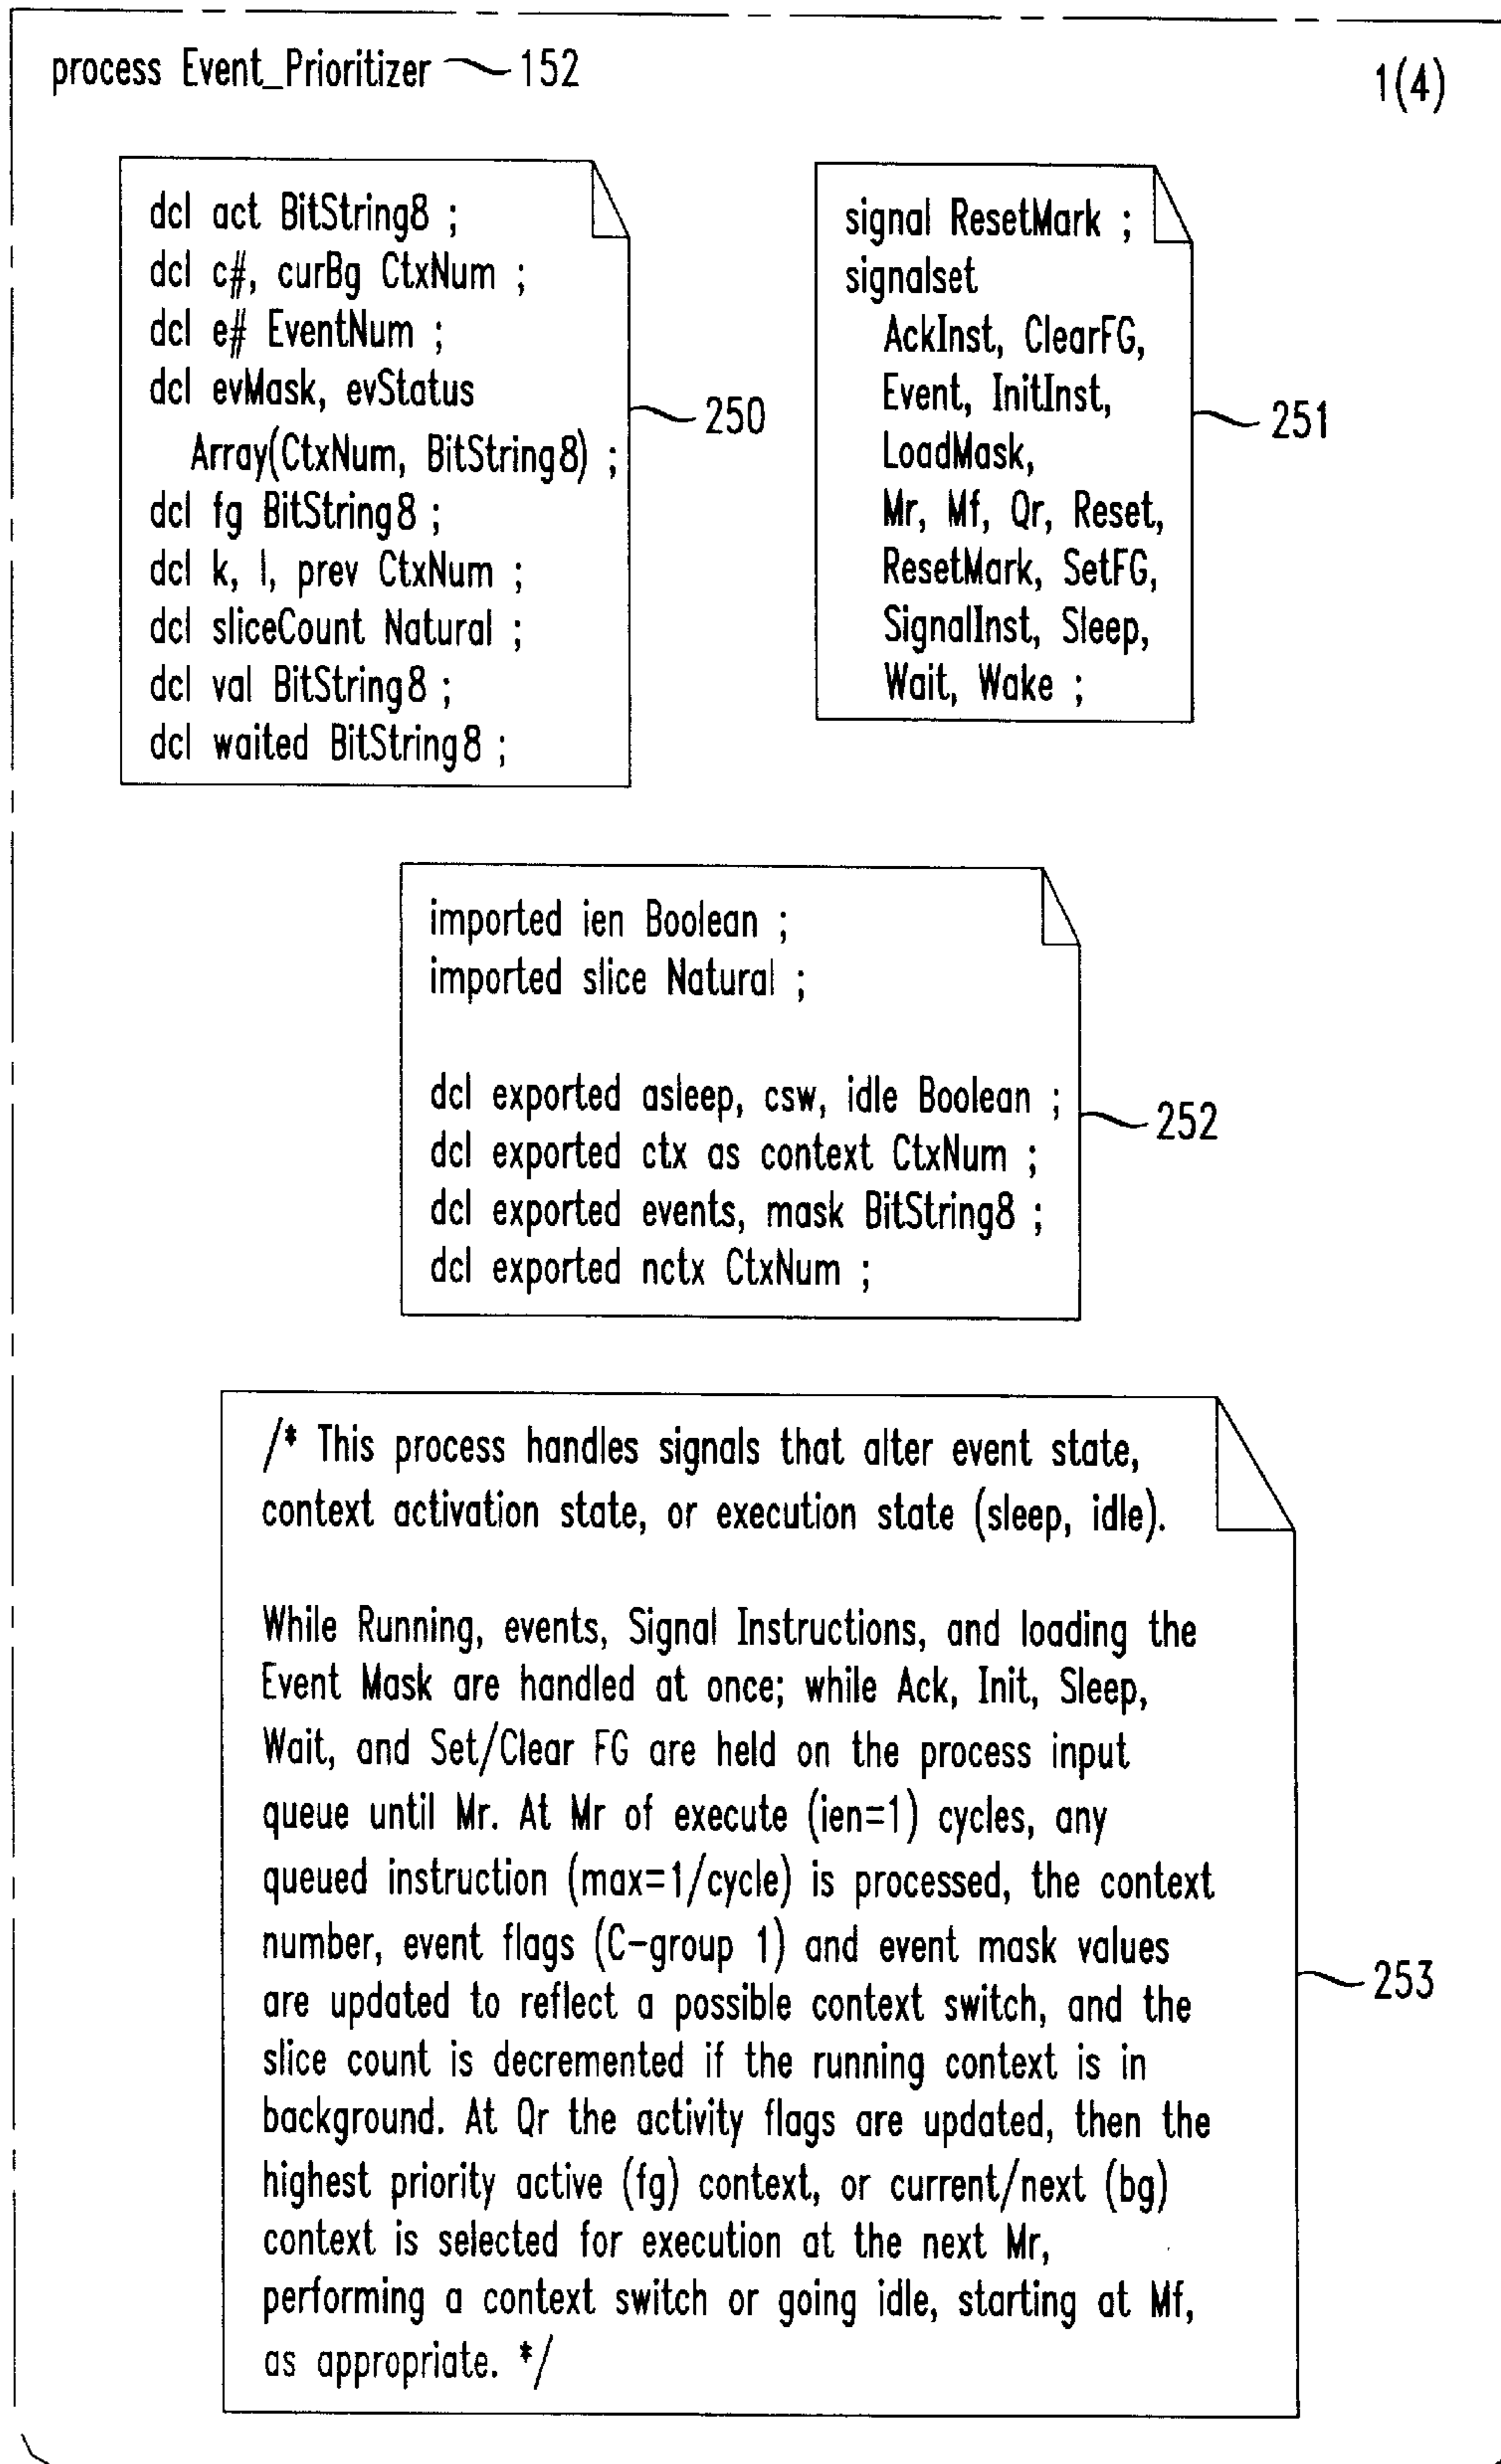 process Event_Prioritizer 152
1(4)
dcl act BitString8 ;
dcl c#, curBg CtxNum ;
dcl e# EventNum ;
dcl evMask, evStatus
Array(CtxNum, BitString8) ;
dcl fg BitString8 ;
dcl k, l, prev CtxNum ;
dcl sliceCount Natural ;
dcl val BitString8 ;
dcl waited BitString8 ;
250
signal ResetMark ;
signalset
AckInst, ClearFG,
Event, InitInst,
LoadMask,
Mr, Mf, Qr, Reset,
ResetMark, SetFG,
SignalInst, Sleep,
Wait, Wake ;
251
imported ien Boolean ;
imported slice Natural ;
dcl exported asleep, csw, idle Boolean ;
dcl exported ctx as context CtxNum ;
dcl exported events, mask BitString8 ;
dcl exported nctx CtxNum ;
252
/* This process handles signals that alter event state,
context activation state, or execution state (sleep, idle).
While Running, events, Signal Instructions, and loading the
Event Mask are handled at once; while Ack, Init, Sleep,
Wait, and Set/Clear FG are held on the process input
queue until Mr. At Mr of execute (ien=1) cycles, any
queued instruction (max=1/cycle) is processed, the context
number, event flags (C-group 1) and event mask values
are updated to reflect a possible context switch, and the
slice count is decremented if the running context is in
background. At Qr the activity flags are updated, then the
highest priority active (fg) context, or current/next (bg)
context is selected for execution at the next Mr,
performing a context switch or going idle, starting at Mf,
as appropriate. */
253